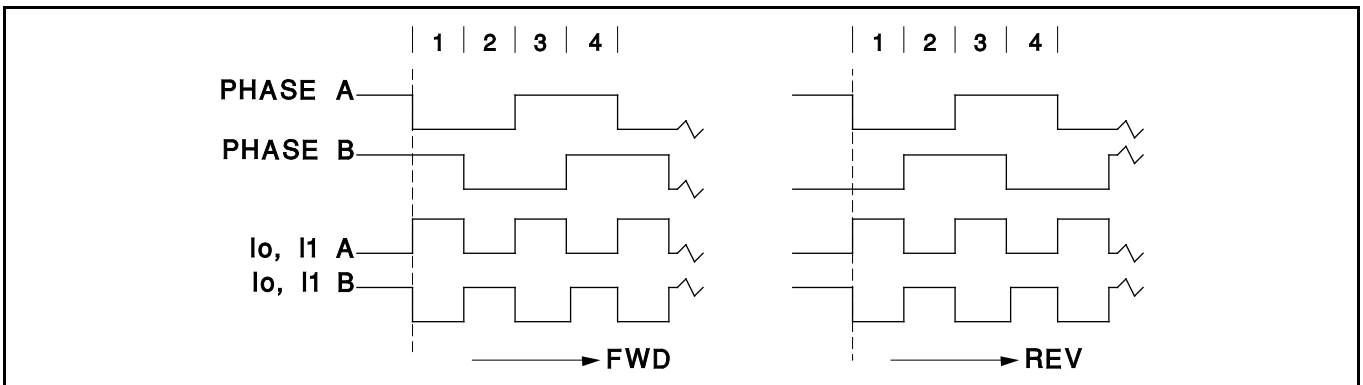 1 2 3 4 1 2 3 4
PHASE A
PHASE B
Io, I1 A
Io, I1 B
FWD REV